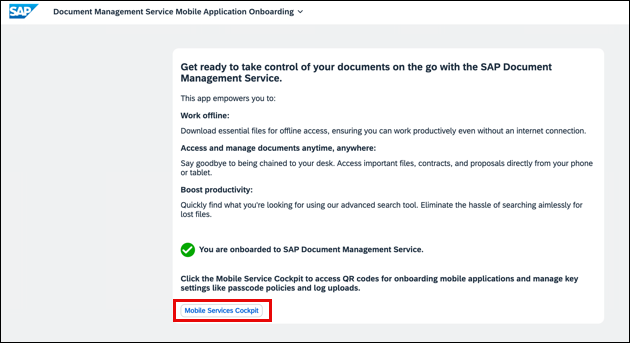 SAP
Document Management Service Mobile Application Onboarding
Get ready to take control of your documents on the go with the SAP Document
Management Service.
This app empowers you to:
Work offline:
Download essential files for offline access, ensuring you can work productively even without an internet connection.
Access and manage documents anytime, anywhere:
Say goodbye to being chained to your desk. Access important files, contracts, and proposals directly from your phone
or tablet.
Boost productivity:
Quickly find what you're looking for using our advanced search tool. Eliminate the hassle of searching aimlessly for
lost files.
You are onboarded to SAP Document Management Service.
Click the Mobile Service Cockpit to access QR codes for onboarding mobile applications and manage key
settings like passcode policies and log uploads.
Mobile Services Cockpit